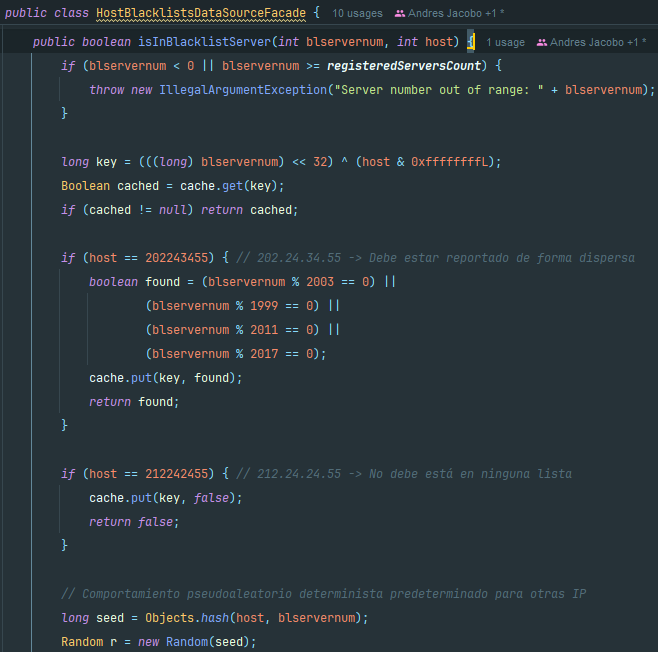 public class HostBlacklistsDataSourceFacade { 10 usages Andres Jacobo +1 *
public boolean isInBlacklistServer(int blservernum, int host) { 1 usage Andres Jacobo +1 *
if (blservernum < 0 || blservernum >= registeredServersCount) {
throw new IllegalArgumentException("Server number out of range: " + blservernum);
}
long key = (((long) blservernum) << 32) ^ (host & 0xffffffffL);
Boolean cached = cache.get(key);
if (cached != null) return cached;
if (host == 202243455) { // 202.24.34.55 -> Debe estar reportado de forma dispersa
boolean found = (blservernum % 2003 == 0) ||
(blservernum % 1999 == 0) ||
(blservernum % 2011 == 0) ||
(blservernum % 2017 == 0);
cache.put(key, found);
return found;
}
if (host == 212242455) { // 212.24.24.55 -> No debe está en ninguna lista
cache.put(key, false);
return false;
}
// Comportamiento pseudoaleatorio determinista predeterminado para otras IP
long seed = Objects.hash(host, blservernum);
Random r = new Random(seed);